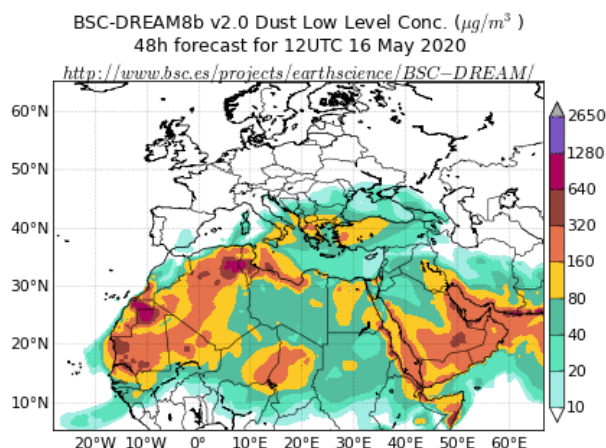 BSC-DREAM8b v2.0 Dust Low Level Conc. (μg/m³ )
48h forecast for 12UTC 16 May 2020
http://www.bsc.es/projects/earthscience/BSC−DREAM/
60°N
50°N
40°N
30°N
20°N
10°N
20°W 10°W 0° 10°E 20°E 30°E 40°E 50°E 60°E
2650
1280
640
320
160
80
40
20
10